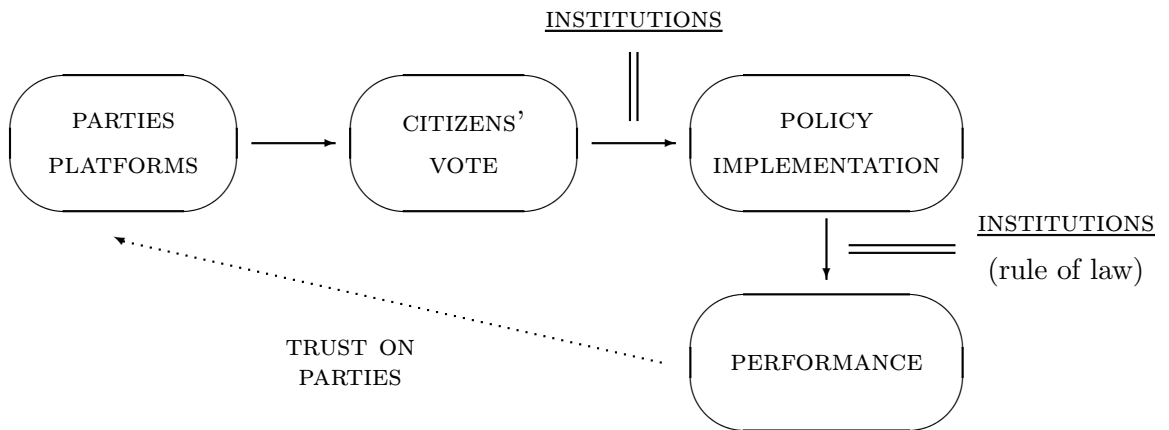 INSTITUTIONS
PARTIES
PLATFORMS
CITIZENS'
VOTE
POLICY
IMPLEMENTATION
INSTITUTIONS
(rule of law)
TRUST ON
PARTIES
PERFORMANCE